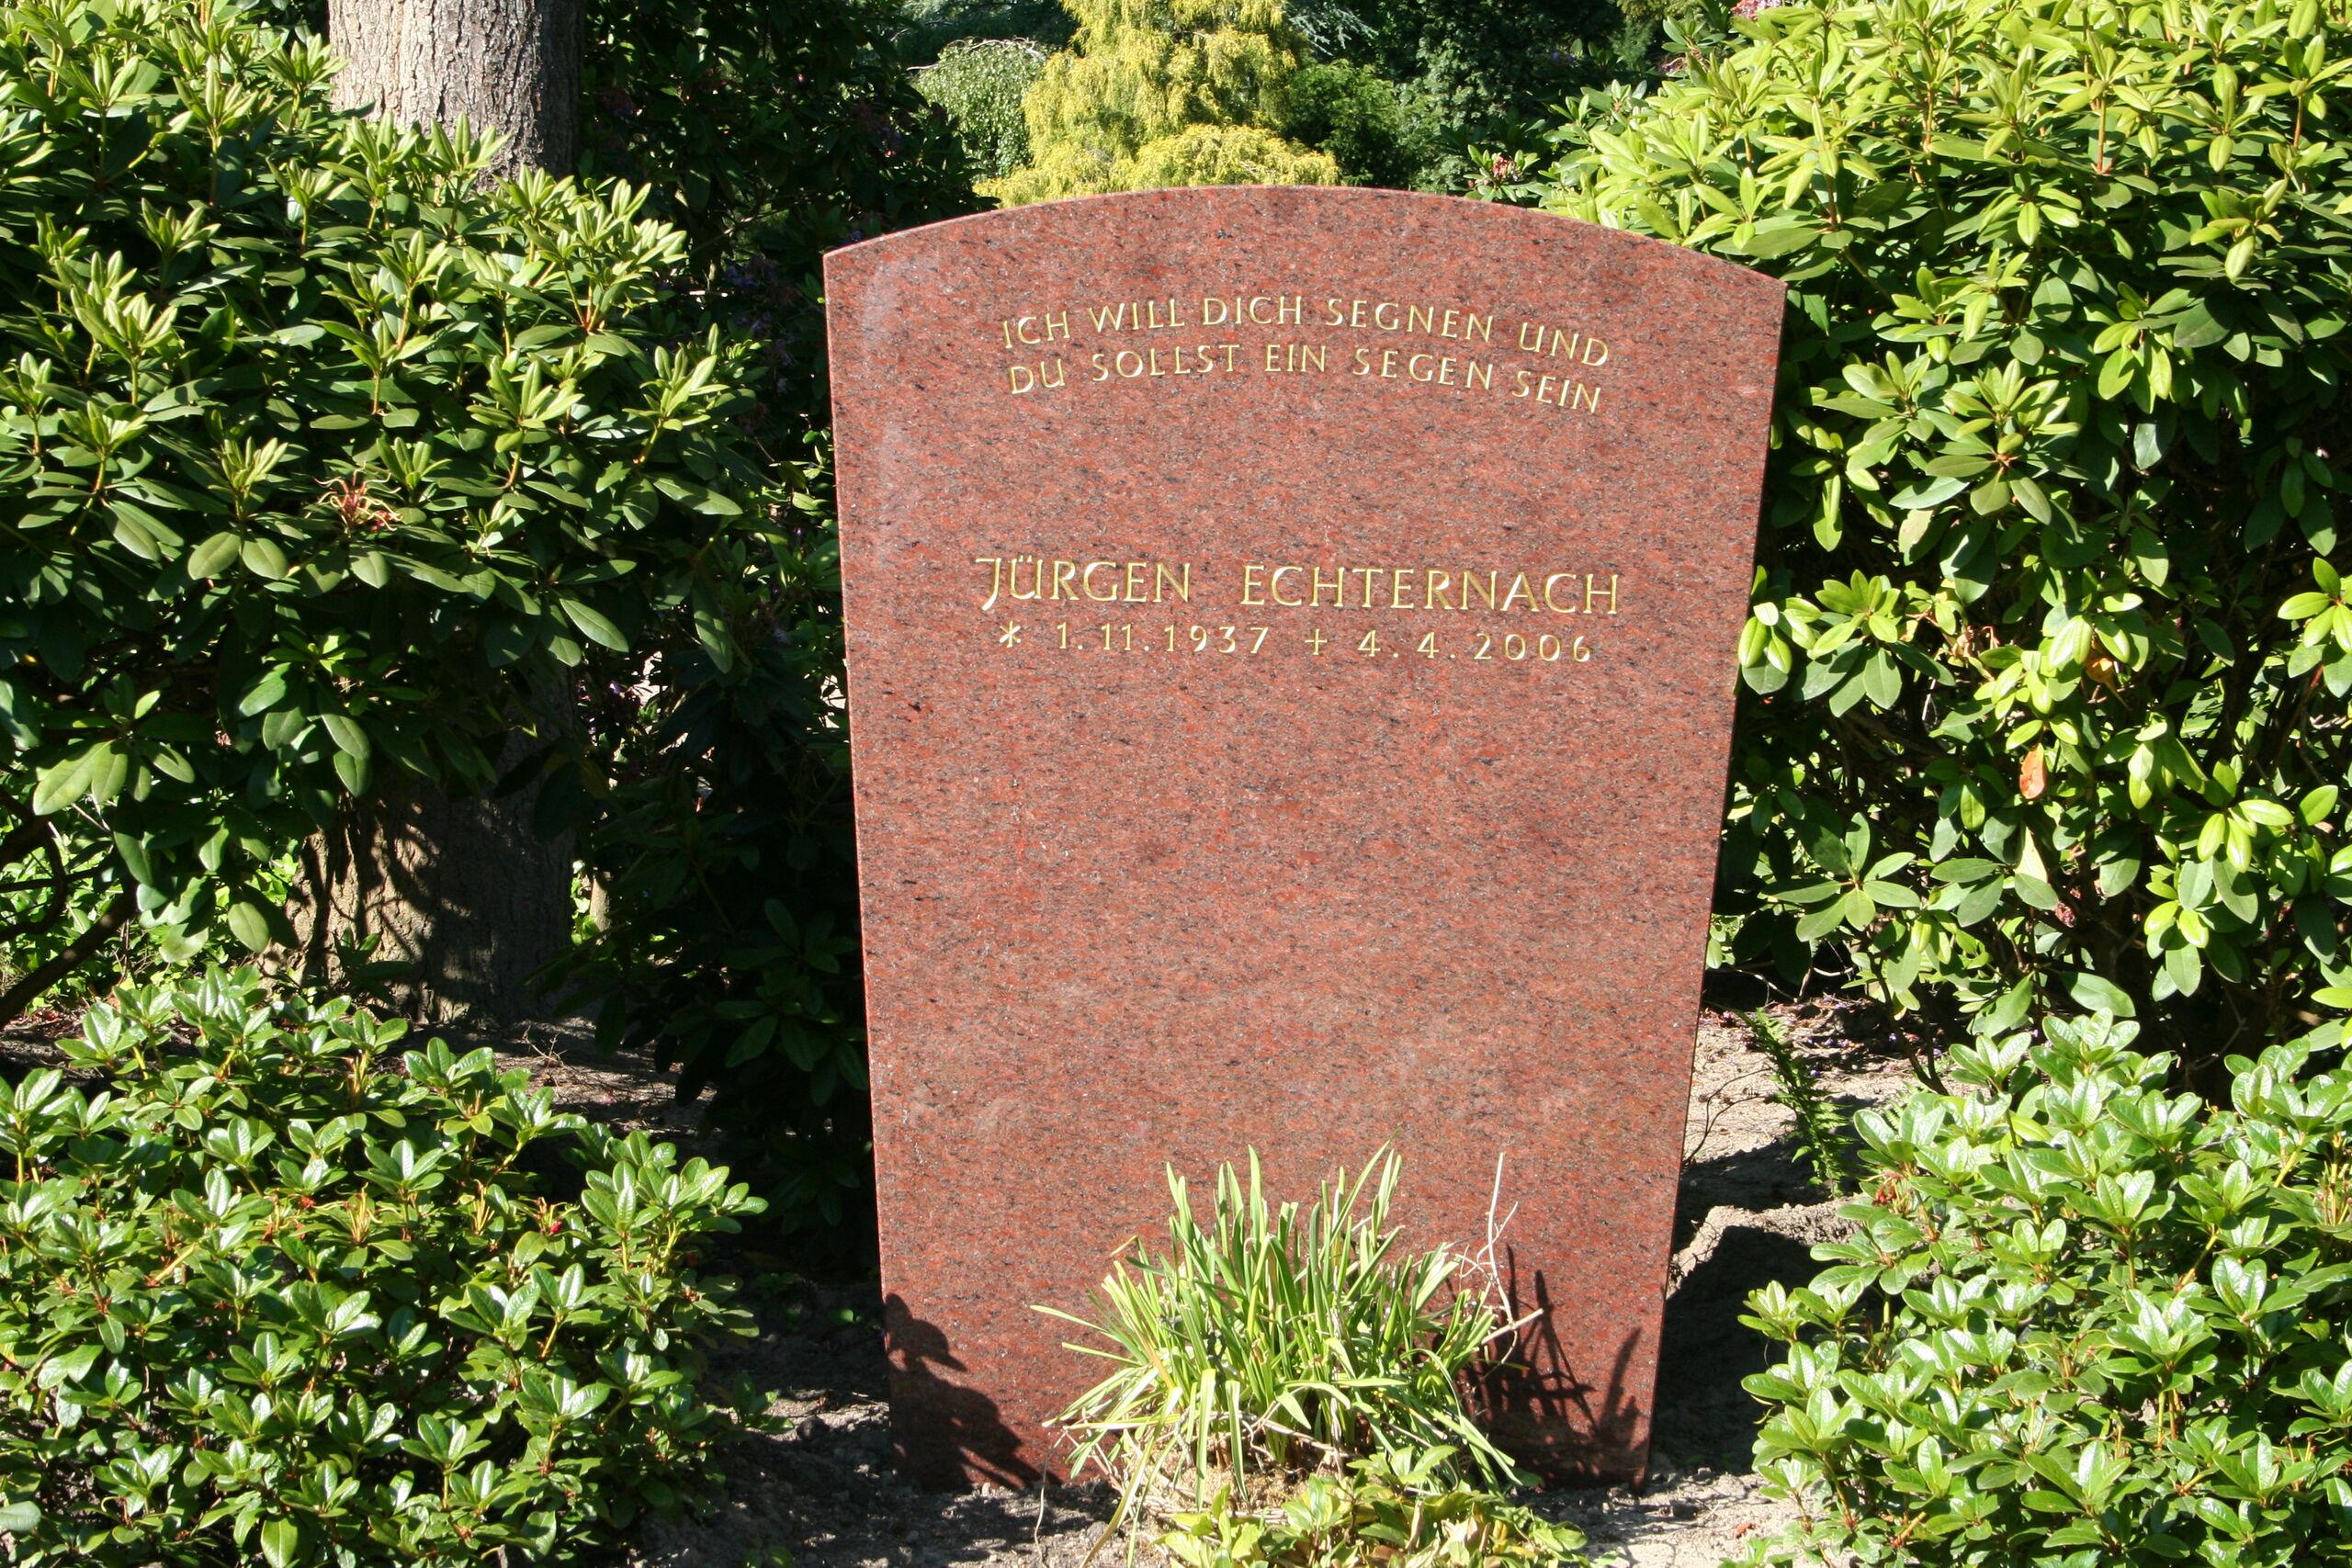 ICH WILL DICH SEGNEN UND
DU SOLLST EIN SEGEN SEIN
JÜRGEN ECHTERNACH
* 1.11.1937 + 4.4.2006